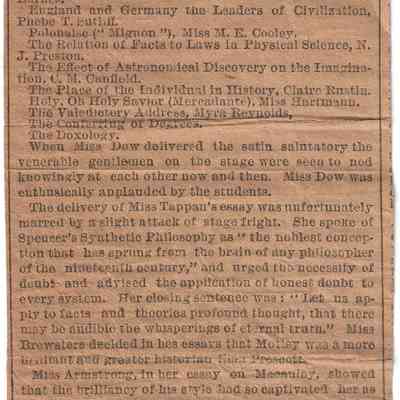 England and Germany the Leaders of Civilization,
Phebe T. Sutliff.
Polonaise (" Mignon "), Miss M. E. Cooley.
The Relation of Facts to Laws in Physical Science, N.
J. Preston.
The Effect of Astronomical Discovery on the Imagina-
tion, C. M. Canfield.
The Place of the Individual in History, Claire Rustin.
Holy, Oh Holy Savior (Mercadante), Miss Hartmann.
The Valedictory Address, Myra Reynolds,
The Conferring of Degrees.
The Doxology.
When Miss Dow delivered the satin salutatory the
venerable gentlemen on the stage were seen to nod
knowingly at each other now and then. Miss Dow was
enthusically applauded by the students.
The delivery of Miss Tappan's essay was unfortunately
marred by a slight attack of stage fright. She spoke of
Spencer's Synthetic Philosophy as " the noblest concep-
tion that has sprung from the brain of any philosopher
of the nineteenth century," and urged the necessity of
doubt and advised the application of honest doubt to
every system. Her closing sentence was: " Let us ap-
ply to facts and theories profound thought, that there
may be audible the whisperings of eternal truth." Miss
Brewaters decided in hes essays that Motley was a more
brilliant and greater historian than Prescott.
Miss Armstrong, in her essay on Macaulay, showed
that the brilliancy of his style had so captivated her as